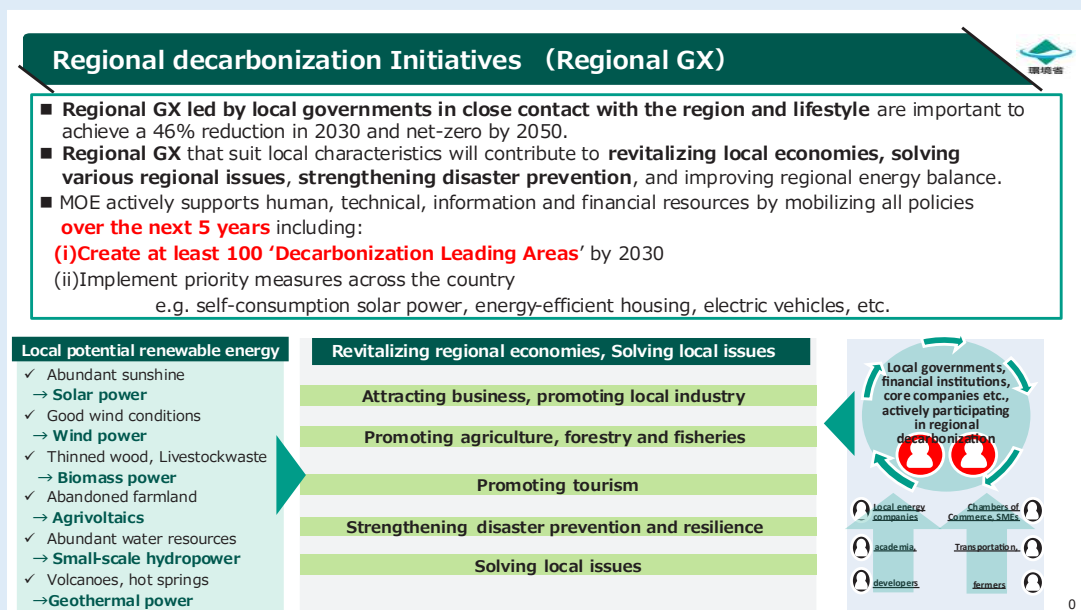 Regional decarbonization Initiatives （Regional GX）
環境省
■ Regional GX led by local governments in close contact with the region and lifestyle are important to
achieve a 46% reduction in 2030 and net-zero by 2050.
■ Regional GX that suit local characteristics will contribute to revitalizing local economies, solving
various regional issues, strengthening disaster prevention, and improving regional energy balance.
■ MOE actively supports human, technical, information and financial resources by mobilizing all policies
over the next 5 years including:
(i)Create at least 100 ‘Decarbonization Leading Areas’ by 2030
(ii)Implement priority measures across the country
e.g. self-consumption solar power, energy-efficient housing, electric vehicles, etc.
Local potential renewable energy
✓ Abundant sunshine
→ Solar power
✓ Good wind conditions
→ Wind power
✓ Thinned wood, Livestockwaste
→ Biomass power
✓ Abandoned farmland
→ Agrivoltaics
✓ Abundant water resources
→ Small-scale hydropower
✓ Volcanoes, hot springs
→Geothermal power
Revitalizing regional economies, Solving local issues
Attracting business, promoting local industry
Promoting agriculture, forestry and fisheries
Promoting tourism
Strengthening disaster prevention and resilience
Solving local issues
Local governments,
financial institutions,
core companies etc.,
actively participating
in regional
decarbonization
Local energy
companies
academia,
developers
Chambers of
Commerce, SMEs
Transportation,
fermers
0